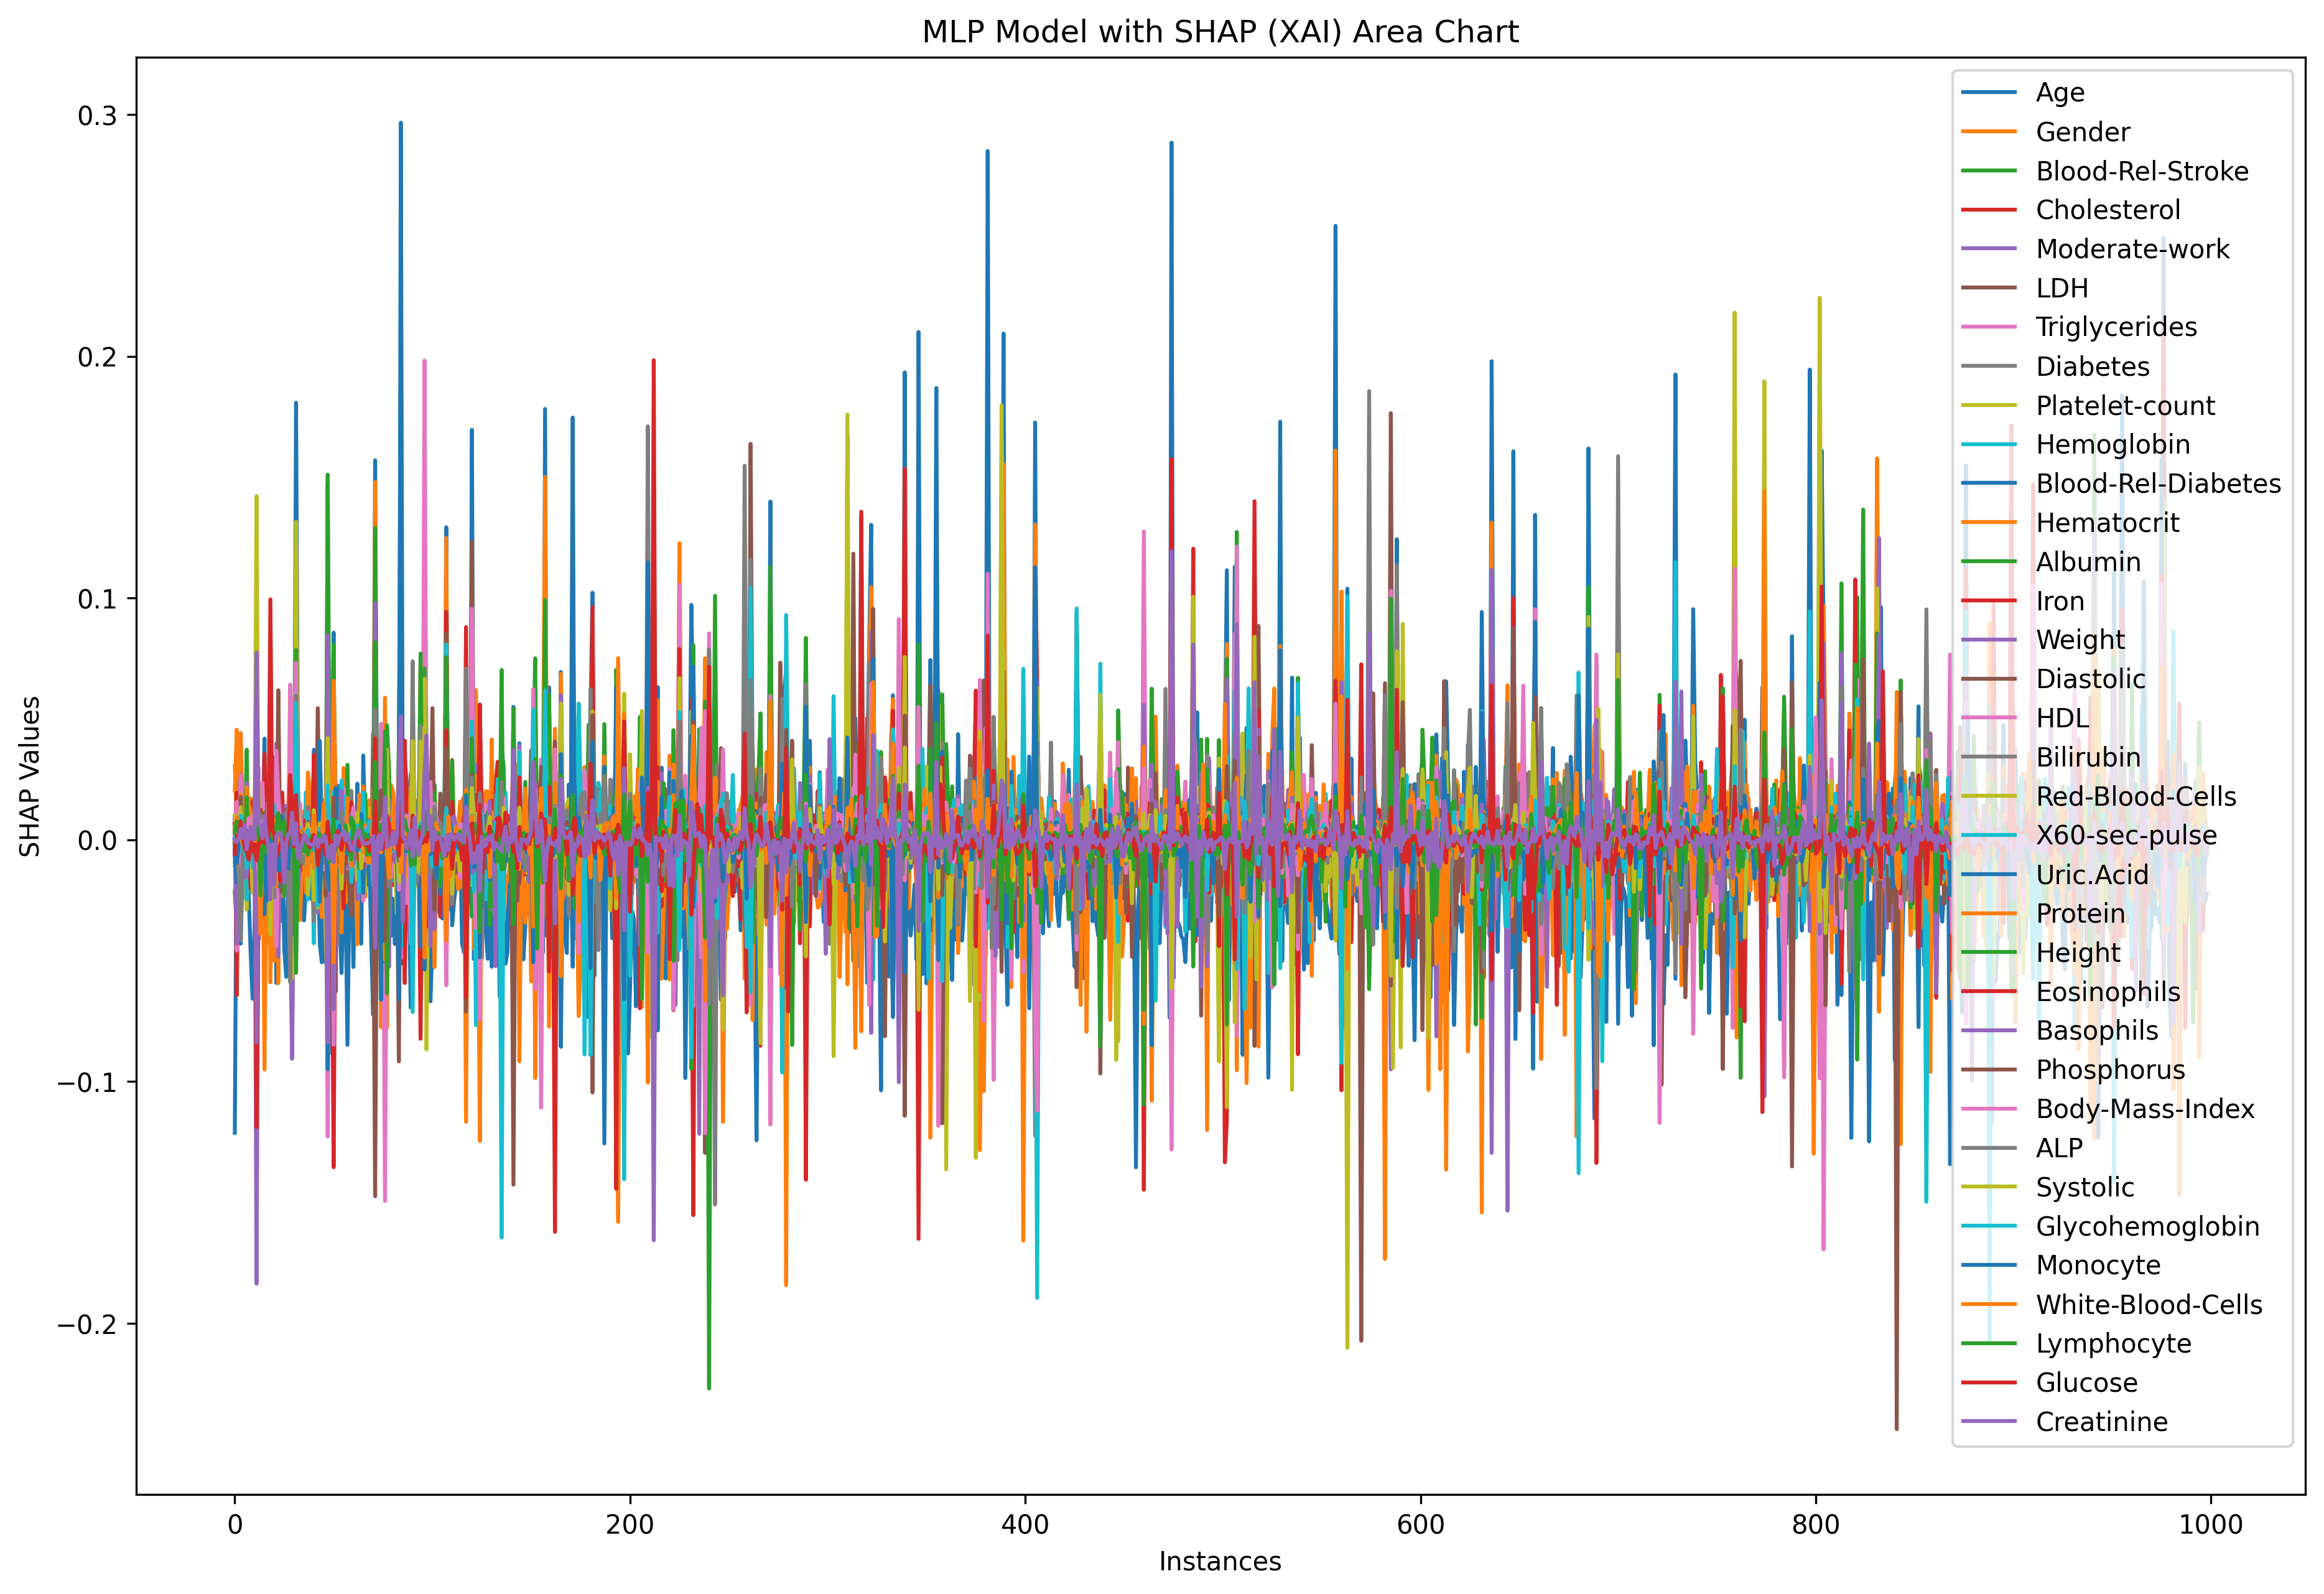 MLP Model with SHAP (XAI) Area Chart
0.3
0.2
0.1
0.0
−0.1
−0.2
SHAP Values
0
200
400
600
800
1000
Instances
Age
Gender
Blood-Rel-Stroke
Cholesterol
Moderate-work
LDH
Triglycerides
Diabetes
Platelet-count
Hemoglobin
Blood-Rel-Diabetes
Hematocrit
Albumin
Iron
Weight
Diastolic
HDL
Bilirubin
Red-Blood-Cells
X60-sec-pulse
Uric.Acid
Protein
Height
Eosinophils
Basophils
Phosphorus
Body-Mass-Index
ALP
Systolic
Glycohemoglobin
Monocyte
White-Blood-Cells
Lymphocyte
Glucose
Creatinine